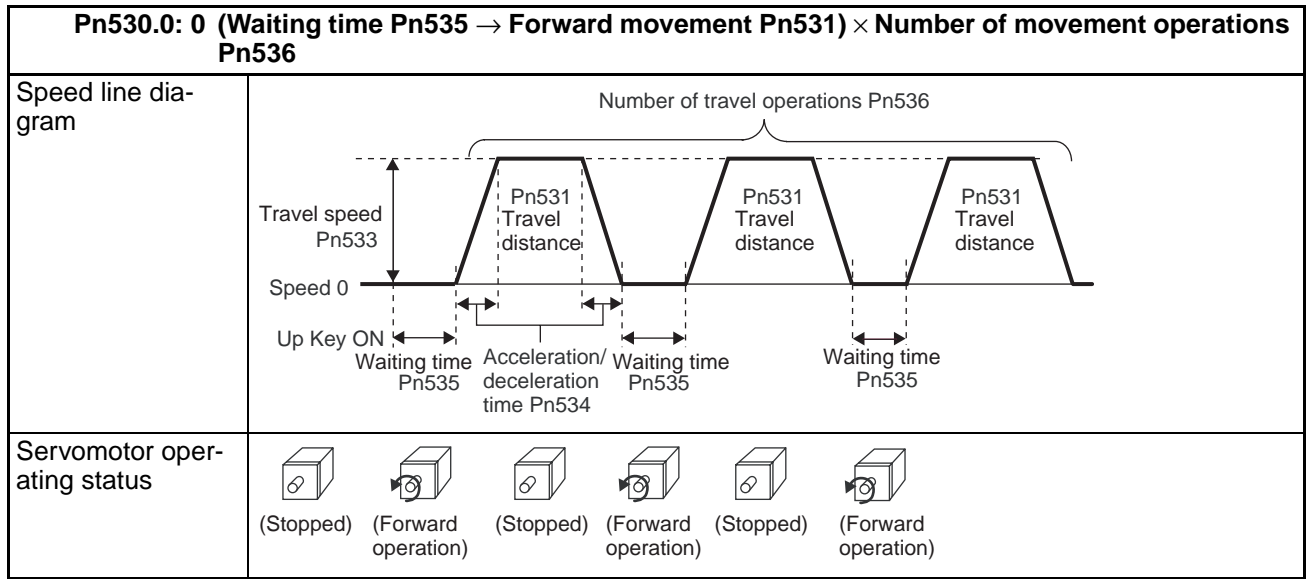 Pn530.0: 0 (Waiting time Pn535 → Forward movement Pn531) × Number of movement operations
Pn536
Speed line dia-
gram
Number of travel operations Pn536
Travel speed
Pn533
Pn531
Travel
distance
Pn531
Travel
distance
Pn531
Travel
distance
Speed 0
Up Key ON
Waiting time
Pn535
Acceleration/
deceleration
time Pn534
Waiting time
Pn535
Waiting time
Pn535
Servomotor oper-
ating status
(Stopped)
(Forward
operation)
(Stopped)
(Forward
operation)
(Stopped)
(Forward
operation)